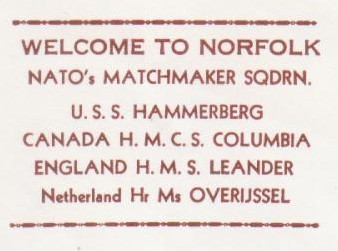 WELCOME TO NORFOLK
NATO's MATCHMAKER SQDRN.
U. S. S. HAMMERBERG
CANADA H. M. C. S. COLUMBIA
ENGLAND H. M. S. LEANDER
Netherland Hr Ms OVERIJSSEL